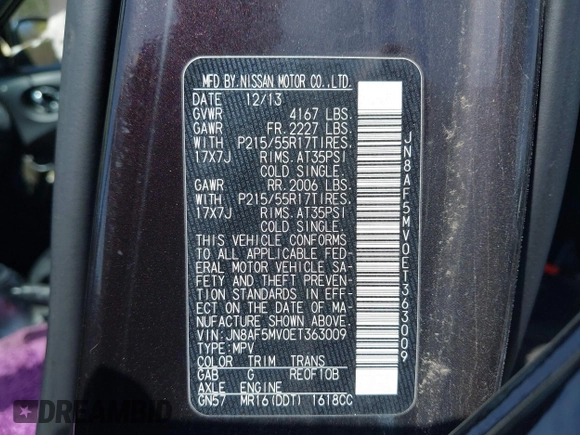 MFD BY NISSAN MOTOR CO., LTD.
DATE 12/13
GVWR 4167 LBS.
GAWR FR. 2227 LBS.
WITH P215/55R17TIRES.
17X7J RIMS. AT35PSI
COLD SINGLE.
GAWR RR. 2006 LBS.
WITH P215/55R17TIRES.
17X7J RIMS. AT35PSI
COLD SINGLE.
THIS VEHICLE CONFORMS
TO ALL APPLICABLE FED-
ERAL MOTOR VEHICLE SA-
FETY AND THEFT PREVEN-
TION STANDARDS IN EFF-
ECT ON THE DATE OF MA-
NUFACTURE SHOWN ABOVE.
VIN: JN8AF5MV0ET363009
TYPE: MPV
COLOR TRIM TRANS
GAB G RE0F10B
AXLE ENGINE
GN57 MR16(DDT) 1618CC
JN8AF5MV0ET363009
DREAMBID